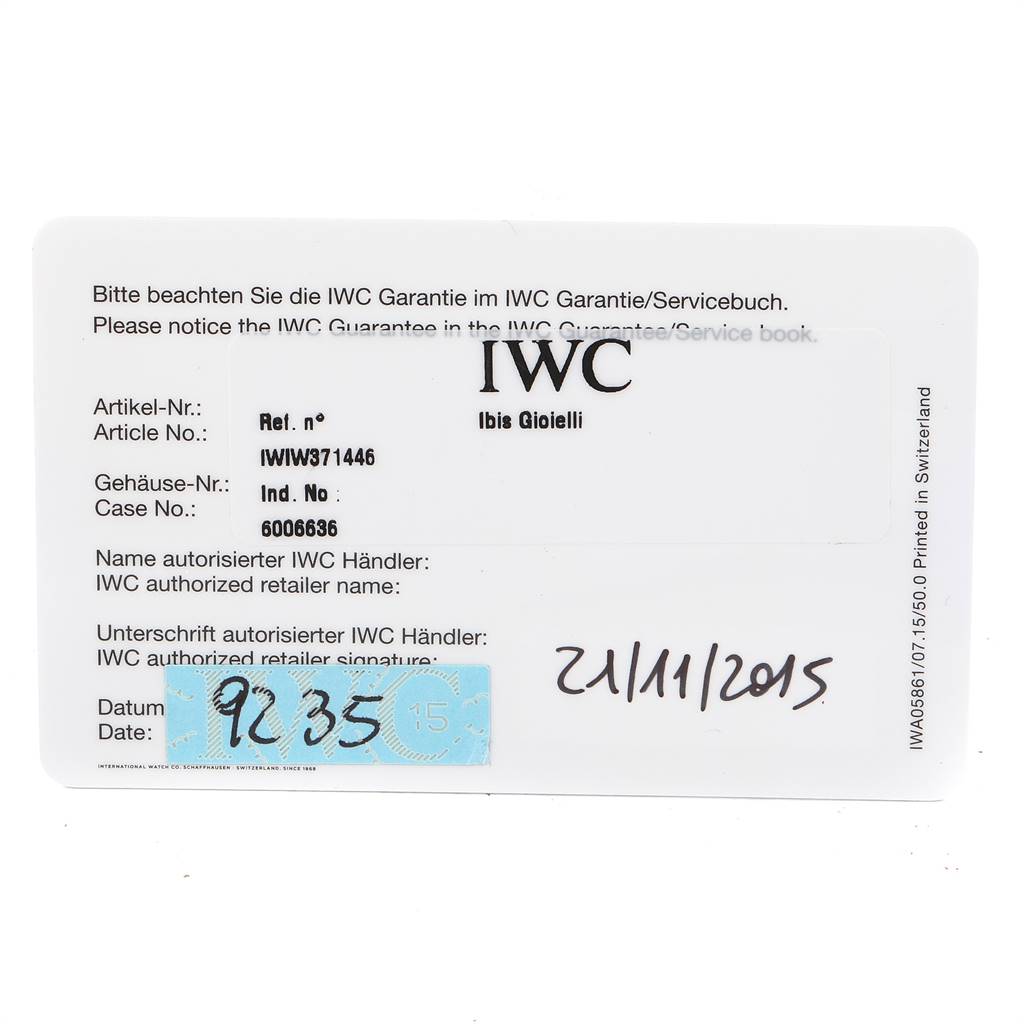 Bitte beachten Sie die IWC Garantie im IWC Garantie/Servicebuch.
Please notice the IWC Guarantee in the IWC Guarantee/Service book.
IWC
Artikel-Nr.:
Article No.:
Ref. n°
Ibis Gioielli
IWIW371446
Gehäuse-Nr.:
Case No.:
Ind. No :
6006636
Name autorisierter IWC Händler:
IWC authorized retailer name:
Unterschrift autorisierter IWC Händler:
IWC authorized retailer signature:
21/11/2015
Datum
Date:
IWC
9235
15
INTERNATIONAL WATCH CO. SCHAFFHAUSEN · SWITZERLAND, SINCE 1868
IWA05861/07.15/50.0 Printed in Switzerland